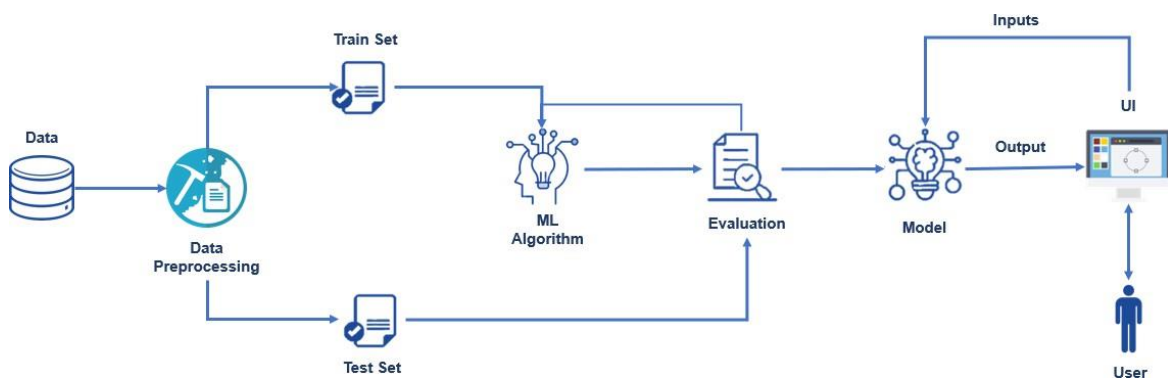 Inputs
Train Set
UI
Data
Output
ML
Algorithm
Evaluation
Model
Data
Preprocessing
Test Set
User